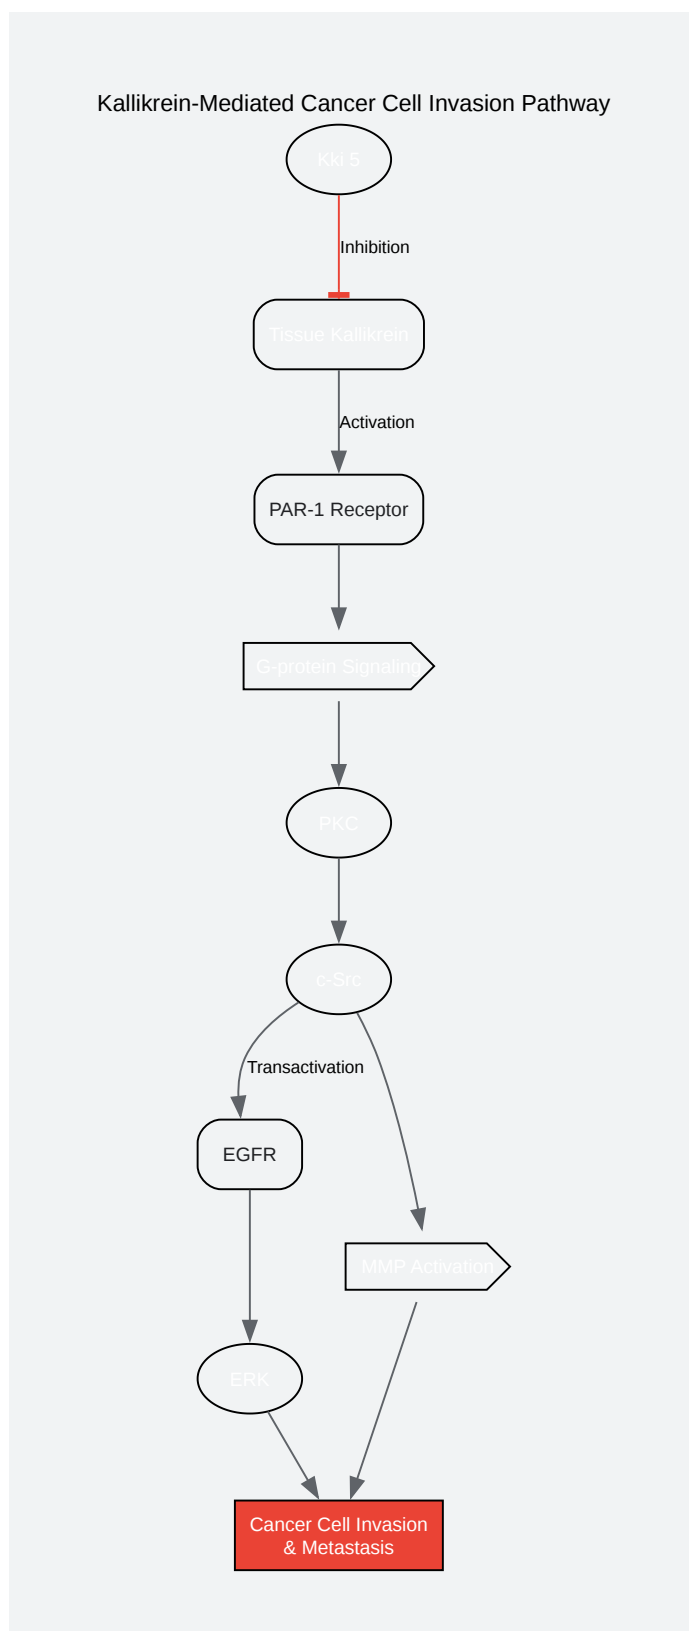 Kallikrein-Mediated Cancer Cell Invasion Pathway
Kki 5
Inhibition
Tissue Kallikrein
Activation
PAR-1 Receptor
G-protein Signaling
PKC
c-Src
Transactivation
EGFR
MMP Activation
ERK
Cancer Cell Invasion
& Metastasis